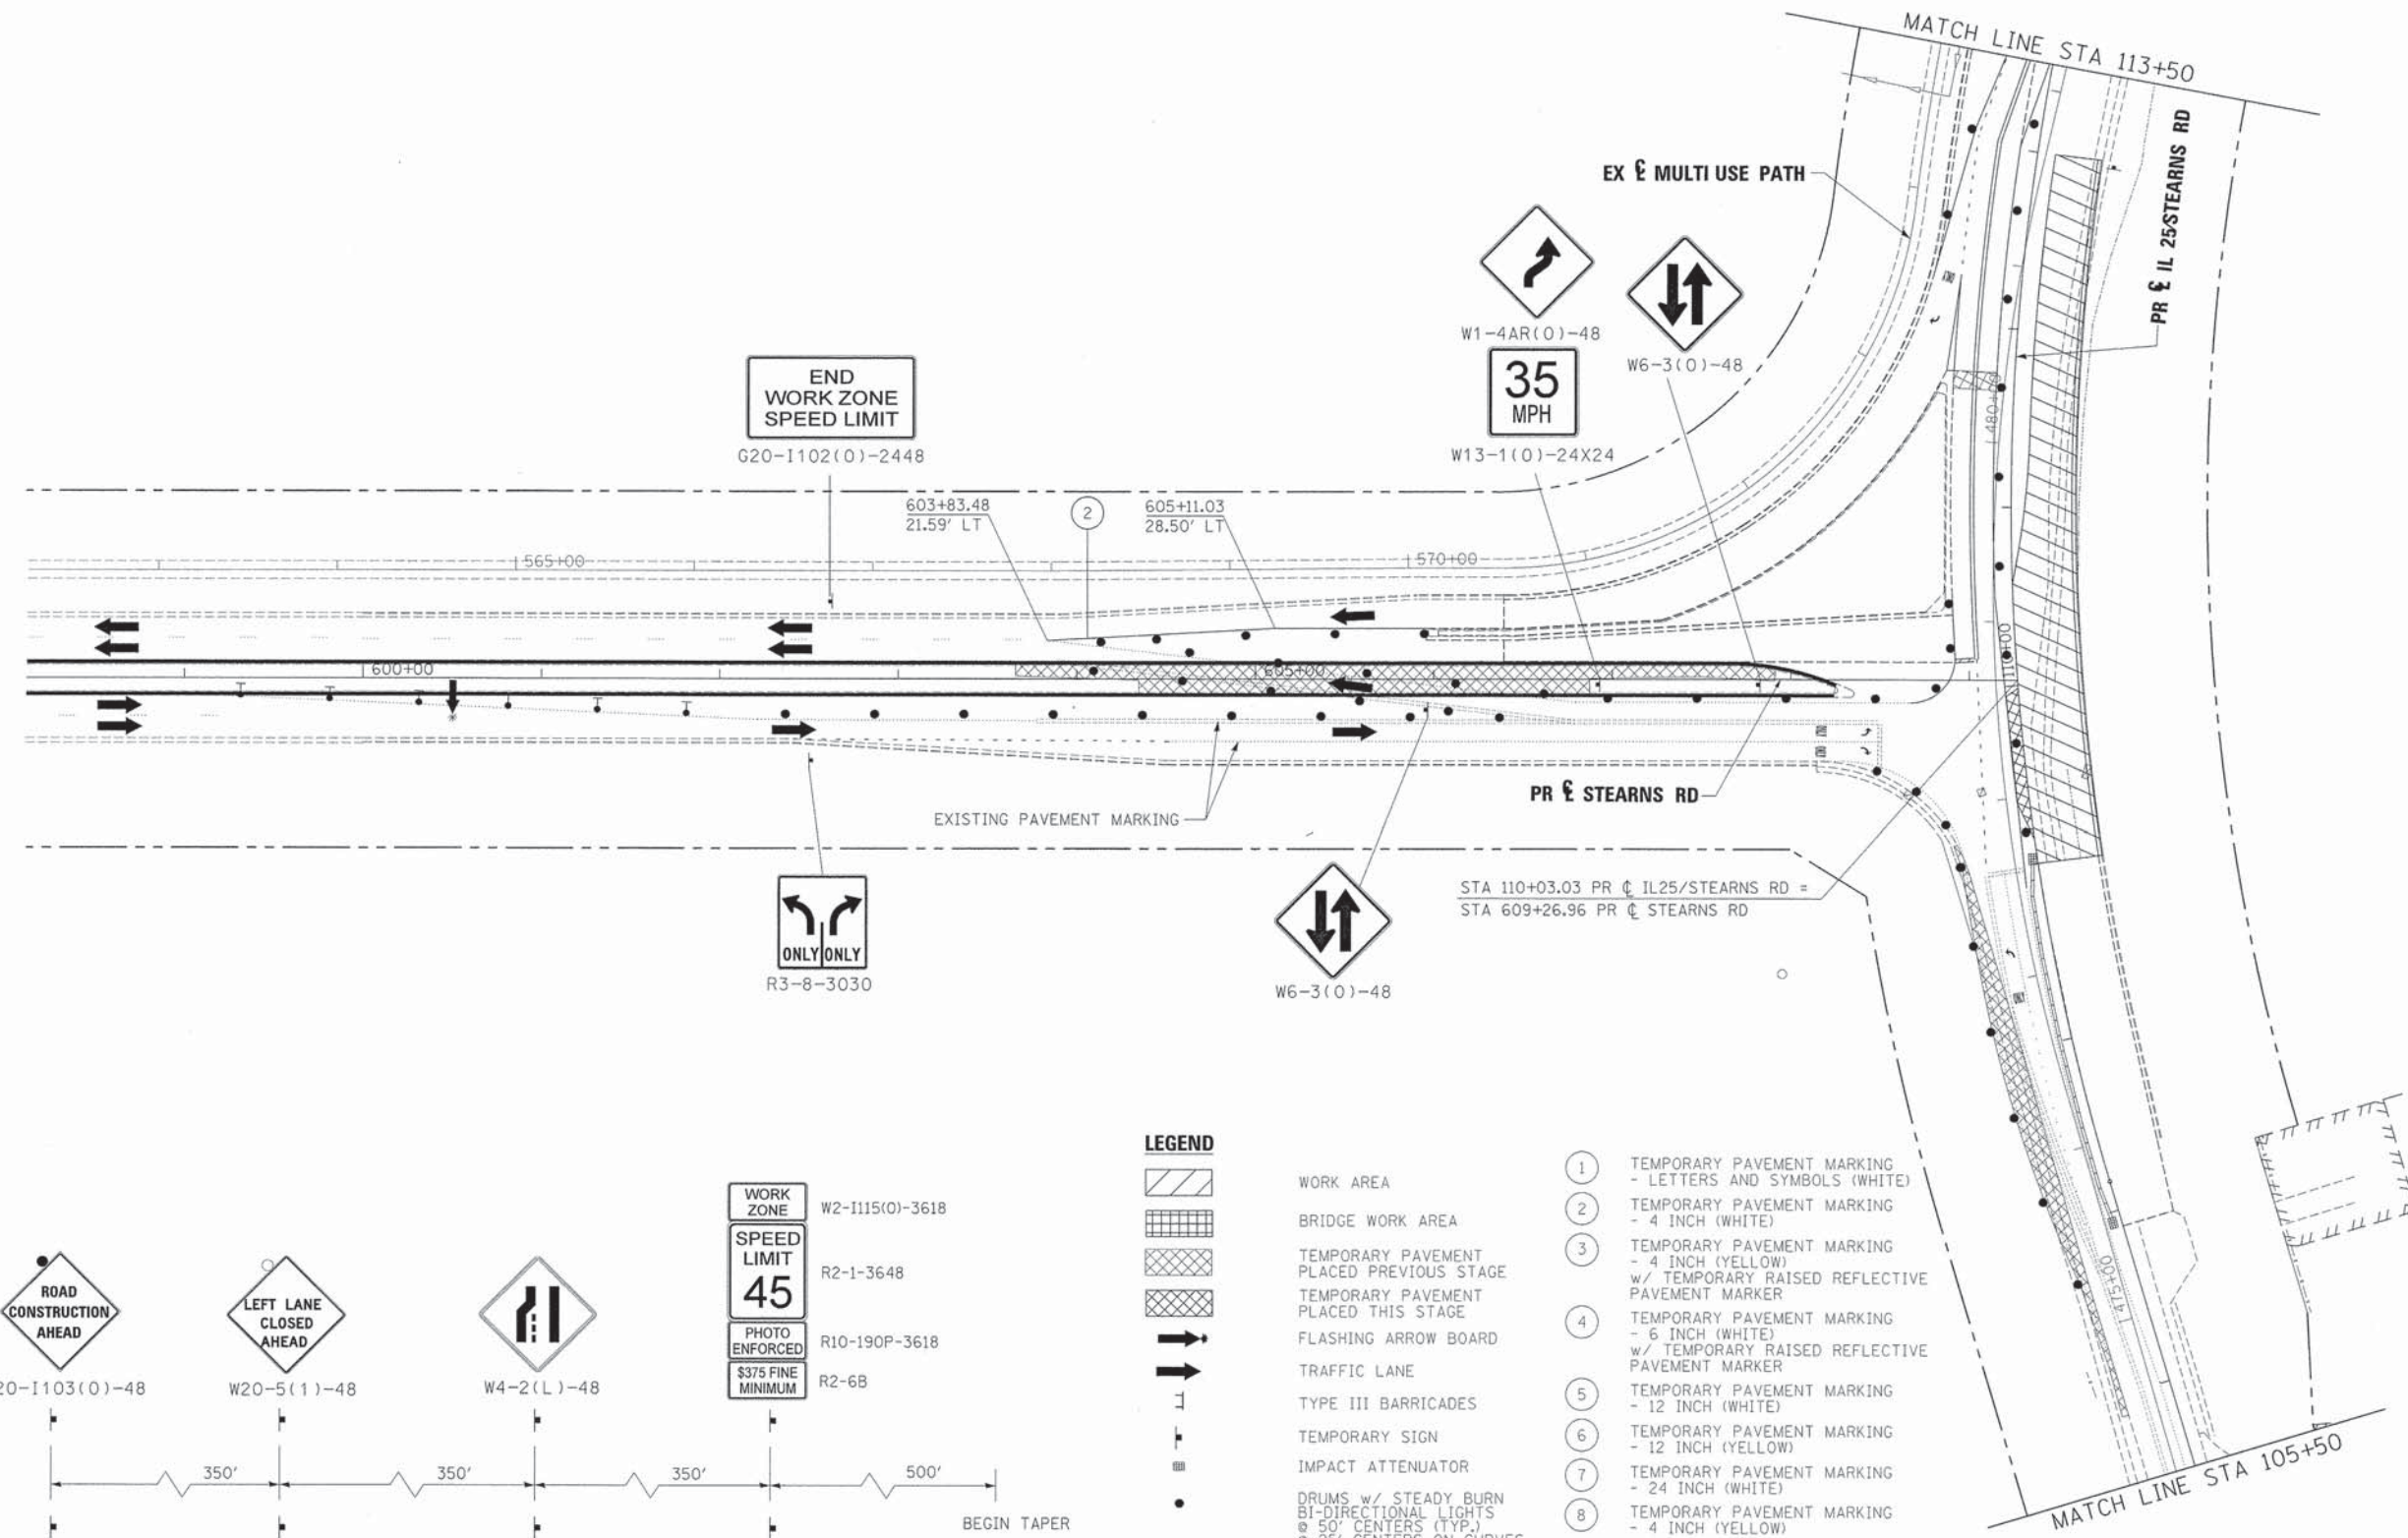 MATCH LINE STA 113+50
EX ℄ MULTI USE PATH
PR ℄ IL 25/STEARNS RD
W1-4AR(O)-48
W6-3(O)-48
35
MPH
W13-1(O)-24X24
END
WORK ZONE
SPEED LIMIT
G20-I102(O)-2448
603+83.48
21.59' LT
2
605+11.03
28.50' LT
565+00
570+00
600+00
605+00
110+00
EXISTING PAVEMENT MARKING
PR ℄ STEARNS RD
ONLY ONLY
R3-8-3030
W6-3(O)-48
STA 110+03.03 PR ℄ IL25/STEARNS RD =
STA 609+26.96 PR ℄ STEARNS RD
475+00
MATCH LINE STA 105+50
ROAD
CONSTRUCTION
AHEAD
20-I103(O)-48
LEFT LANE
CLOSED
AHEAD
W20-5(1)-48
W4-2(L)-48
WORK
ZONE
W2-I115(O)-3618
SPEED
LIMIT
45
R2-1-3648
PHOTO
ENFORCED
R10-190P-3618
$375 FINE
MINIMUM
R2-6B
350'
350'
350'
500'
BEGIN TAPER
LEGEND
WORK AREA
BRIDGE WORK AREA
TEMPORARY PAVEMENT
PLACED PREVIOUS STAGE
TEMPORARY PAVEMENT
PLACED THIS STAGE
FLASHING ARROW BOARD
TRAFFIC LANE
TYPE III BARRICADES
TEMPORARY SIGN
IMPACT ATTENUATOR
DRUMS w/ STEADY BURN
BI-DIRECTIONAL LIGHTS
@ 50' CENTERS (TYP.)
@ 25' CENTERS ON CURVES
1 TEMPORARY PAVEMENT MARKING
- LETTERS AND SYMBOLS (WHITE)
2 TEMPORARY PAVEMENT MARKING
- 4 INCH (WHITE)
3 TEMPORARY PAVEMENT MARKING
- 4 INCH (YELLOW)
w/ TEMPORARY RAISED REFLECTIVE
PAVEMENT MARKER
4 TEMPORARY PAVEMENT MARKING
- 6 INCH (WHITE)
w/ TEMPORARY RAISED REFLECTIVE
PAVEMENT MARKER
5 TEMPORARY PAVEMENT MARKING
- 12 INCH (WHITE)
6 TEMPORARY PAVEMENT MARKING
- 12 INCH (YELLOW)
7 TEMPORARY PAVEMENT MARKING
- 24 INCH (WHITE)
8 TEMPORARY PAVEMENT MARKING
- 4 INCH (YELLOW)